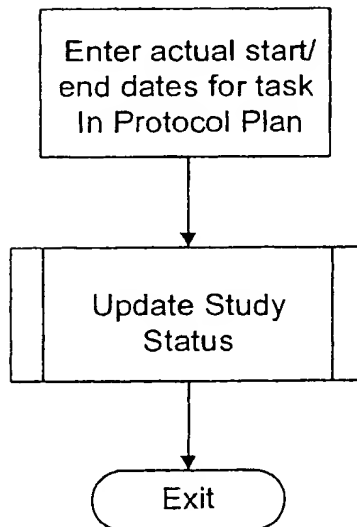 Enter actual start/
end dates for task
In Protocol Plan
Update Study
Status
Exit